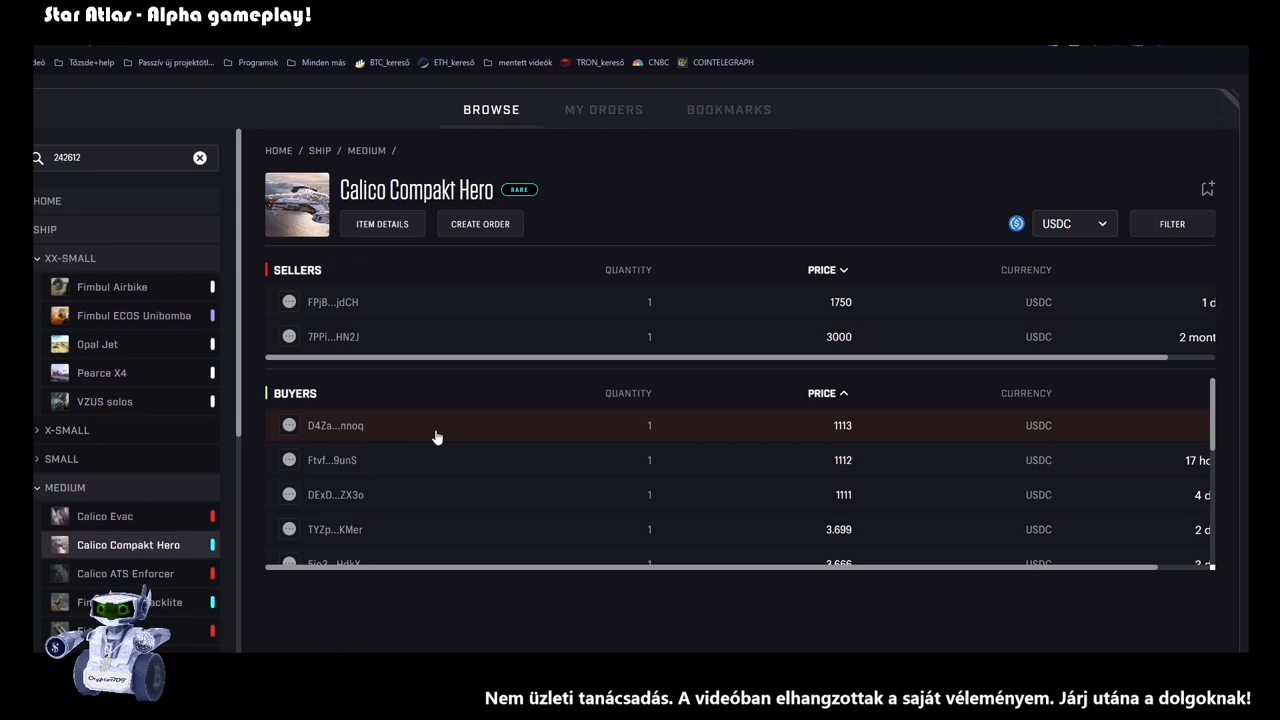 Star Atlas - Alpha gameplay!
deó Tőzsde+help Passzív új projektötl... Programok Minden más BTC_kereső ETH_kereső mentett videók TRON_kereső CNBC COINTELEGRAPH
BROWSE MY ORDERS BOOKMARKS
242612
HOME / SHIP / MEDIUM /
Calico Compakt Hero RARE
ITEM DETAILS CREATE ORDER USDC FILTER
HOME
SHIP
XX-SMALL
Fimbul Airbike
Fimbul ECOS Unibomba
Opal Jet
Pearce X4
VZUS solos
X-SMALL
SMALL
MEDIUM
Calico Evac
Calico Compakt Hero
Calico ATS Enforcer
SELLERS QUANTITY PRICE CURRENCY
FPjB...jdCH 1 1750 USDC 1 d
7PPi...HN2J 1 3000 USDC 2 mont
BUYERS QUANTITY PRICE CURRENCY
D4Za...nnoq 1 1113 USDC
Ftvf...9unS 1 1112 USDC 17 ho
DExD...ZX3o 1 1111 USDC 4 d
TYZp...KMer 1 3.699 USDC 2 d
1 3.666 USDC
Nem üzleti tanácsadás. A videóban elhangzottak a saját véleményem. Járj utána a dolgoknak!